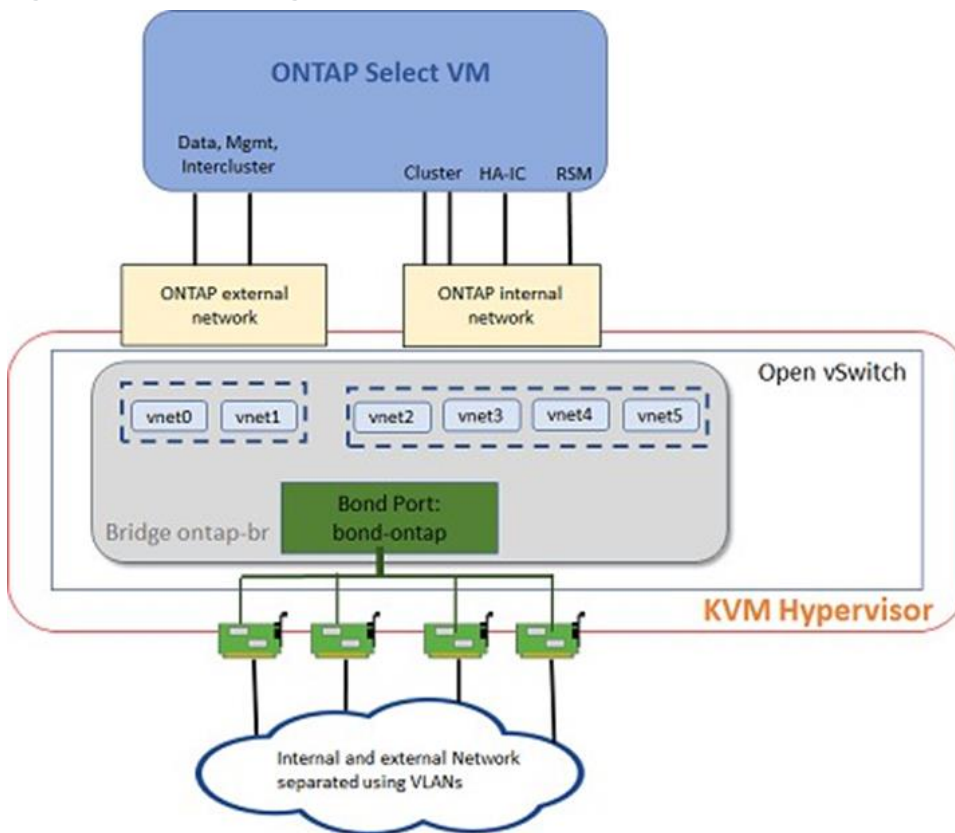 ONTAP Select VM
Data, Mgmt,
Intercluster
Cluster
HA-IC
RSM
ONTAP external
network
ONTAP internal
network
Open vSwitch
vnet0
vnet1
vnet2
vnet3
vnet4
vnet5
Bond Port:
bond-ontap
Bridge ontap-br
KVM Hypervisor
Internal and external Network
separated using VLANs